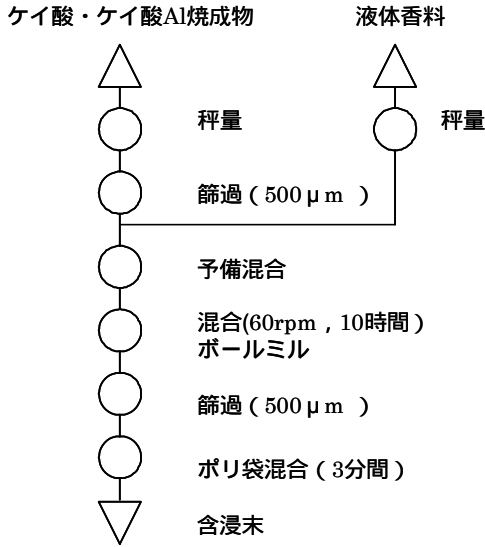 ケイ酸・ケイ酸Al焼成物
液体香料
秤量
秤量
篩過（500μm ）
予備混合
混合(60rpm，10時間）
ボールミル
篩過（500μm ）
ポリ袋混合（3分間）
含浸末